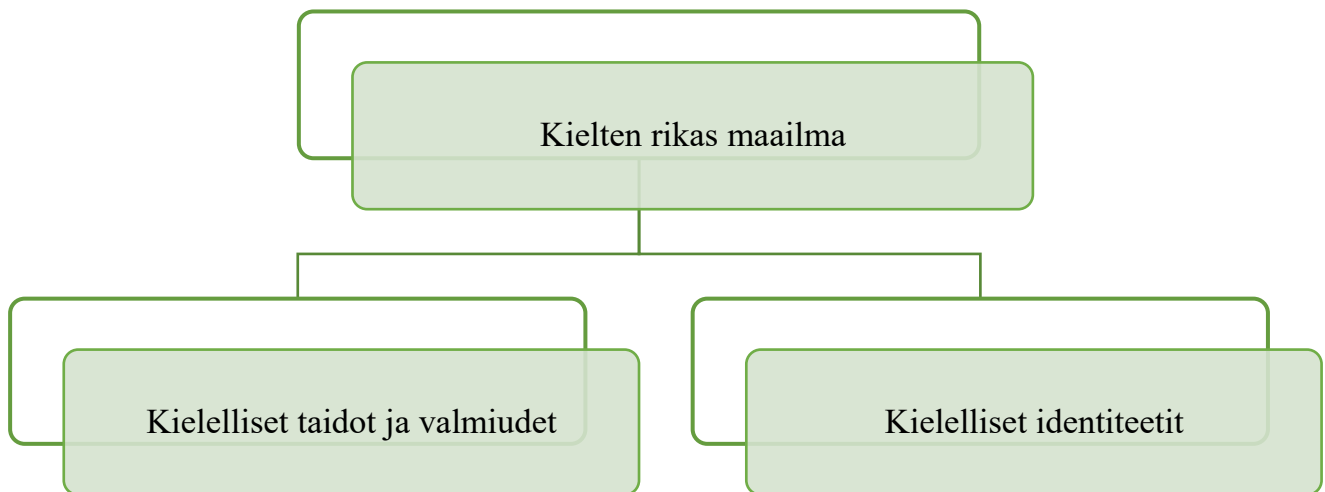 Kielten rikas maailma
Kielelliset taidot ja valmiudet
Kielelliset identiteetit